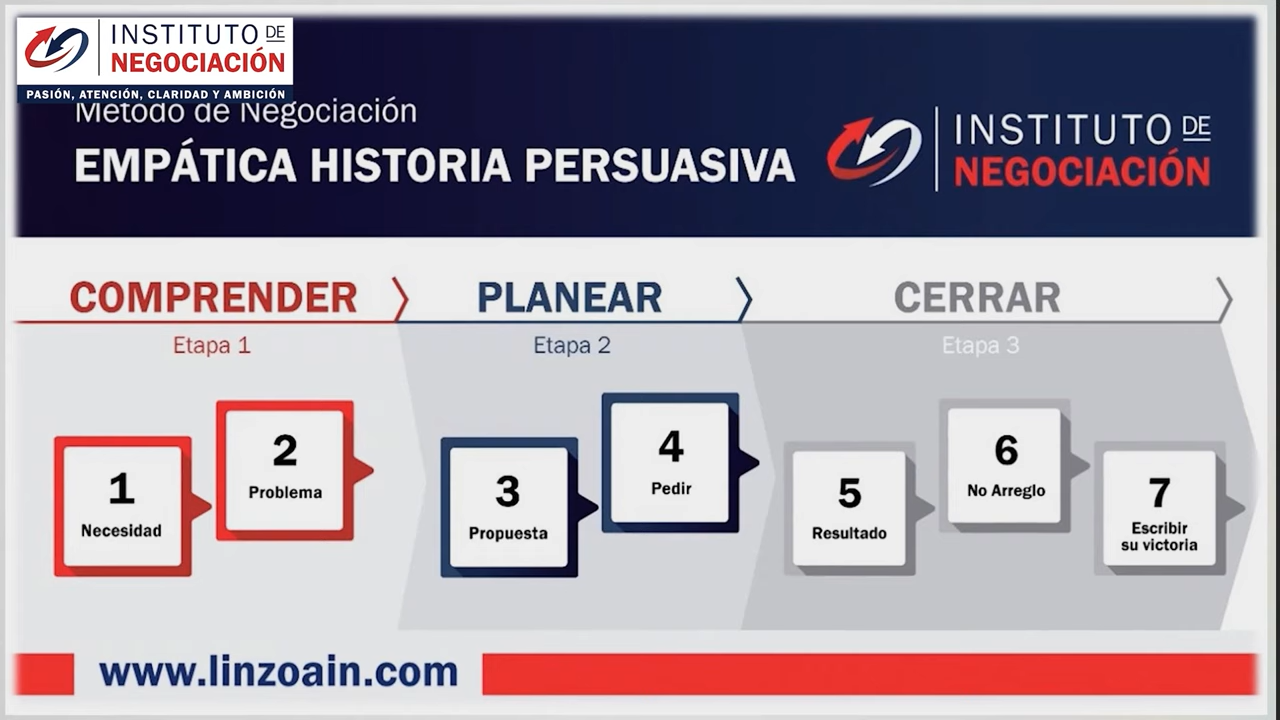 INSTITUTO DE
NEGOCIACIÓN
PASIÓN, ATENCIÓN, CLARIDAD Y AMBICIÓN
Método de Negociación
EMPÁTICA HISTORIA PERSUASIVA
INSTITUTO DE
NEGOCIACIÓN
COMPRENDER
PLANEAR
CERRAR
Etapa 1
Etapa 2
Etapa 3
1
Necesidad
2
Problema
3
Propuesta
4
Pedir
5
Resultado
6
No Arreglo
7
Escribir
su victoria
www.linzoain.com